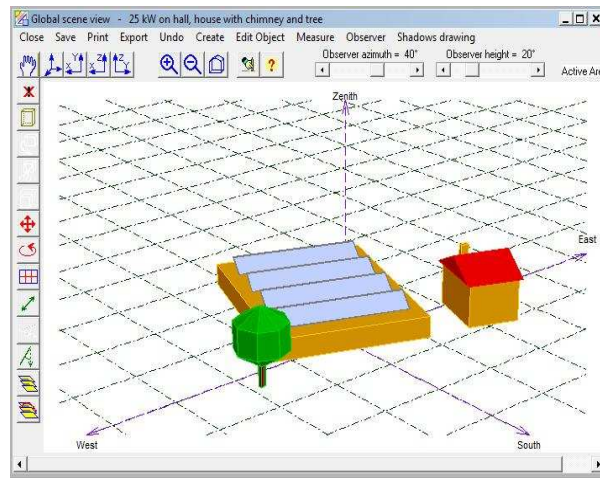 Global scene view - 25 kW on hall, house with chimney and tree
Close Save Print Export Undo Create Edit Object Measure Observer Shadows drawing
Observer azimuth = 40° Observer height = 20°
Active Are
Zenith
East
West
South